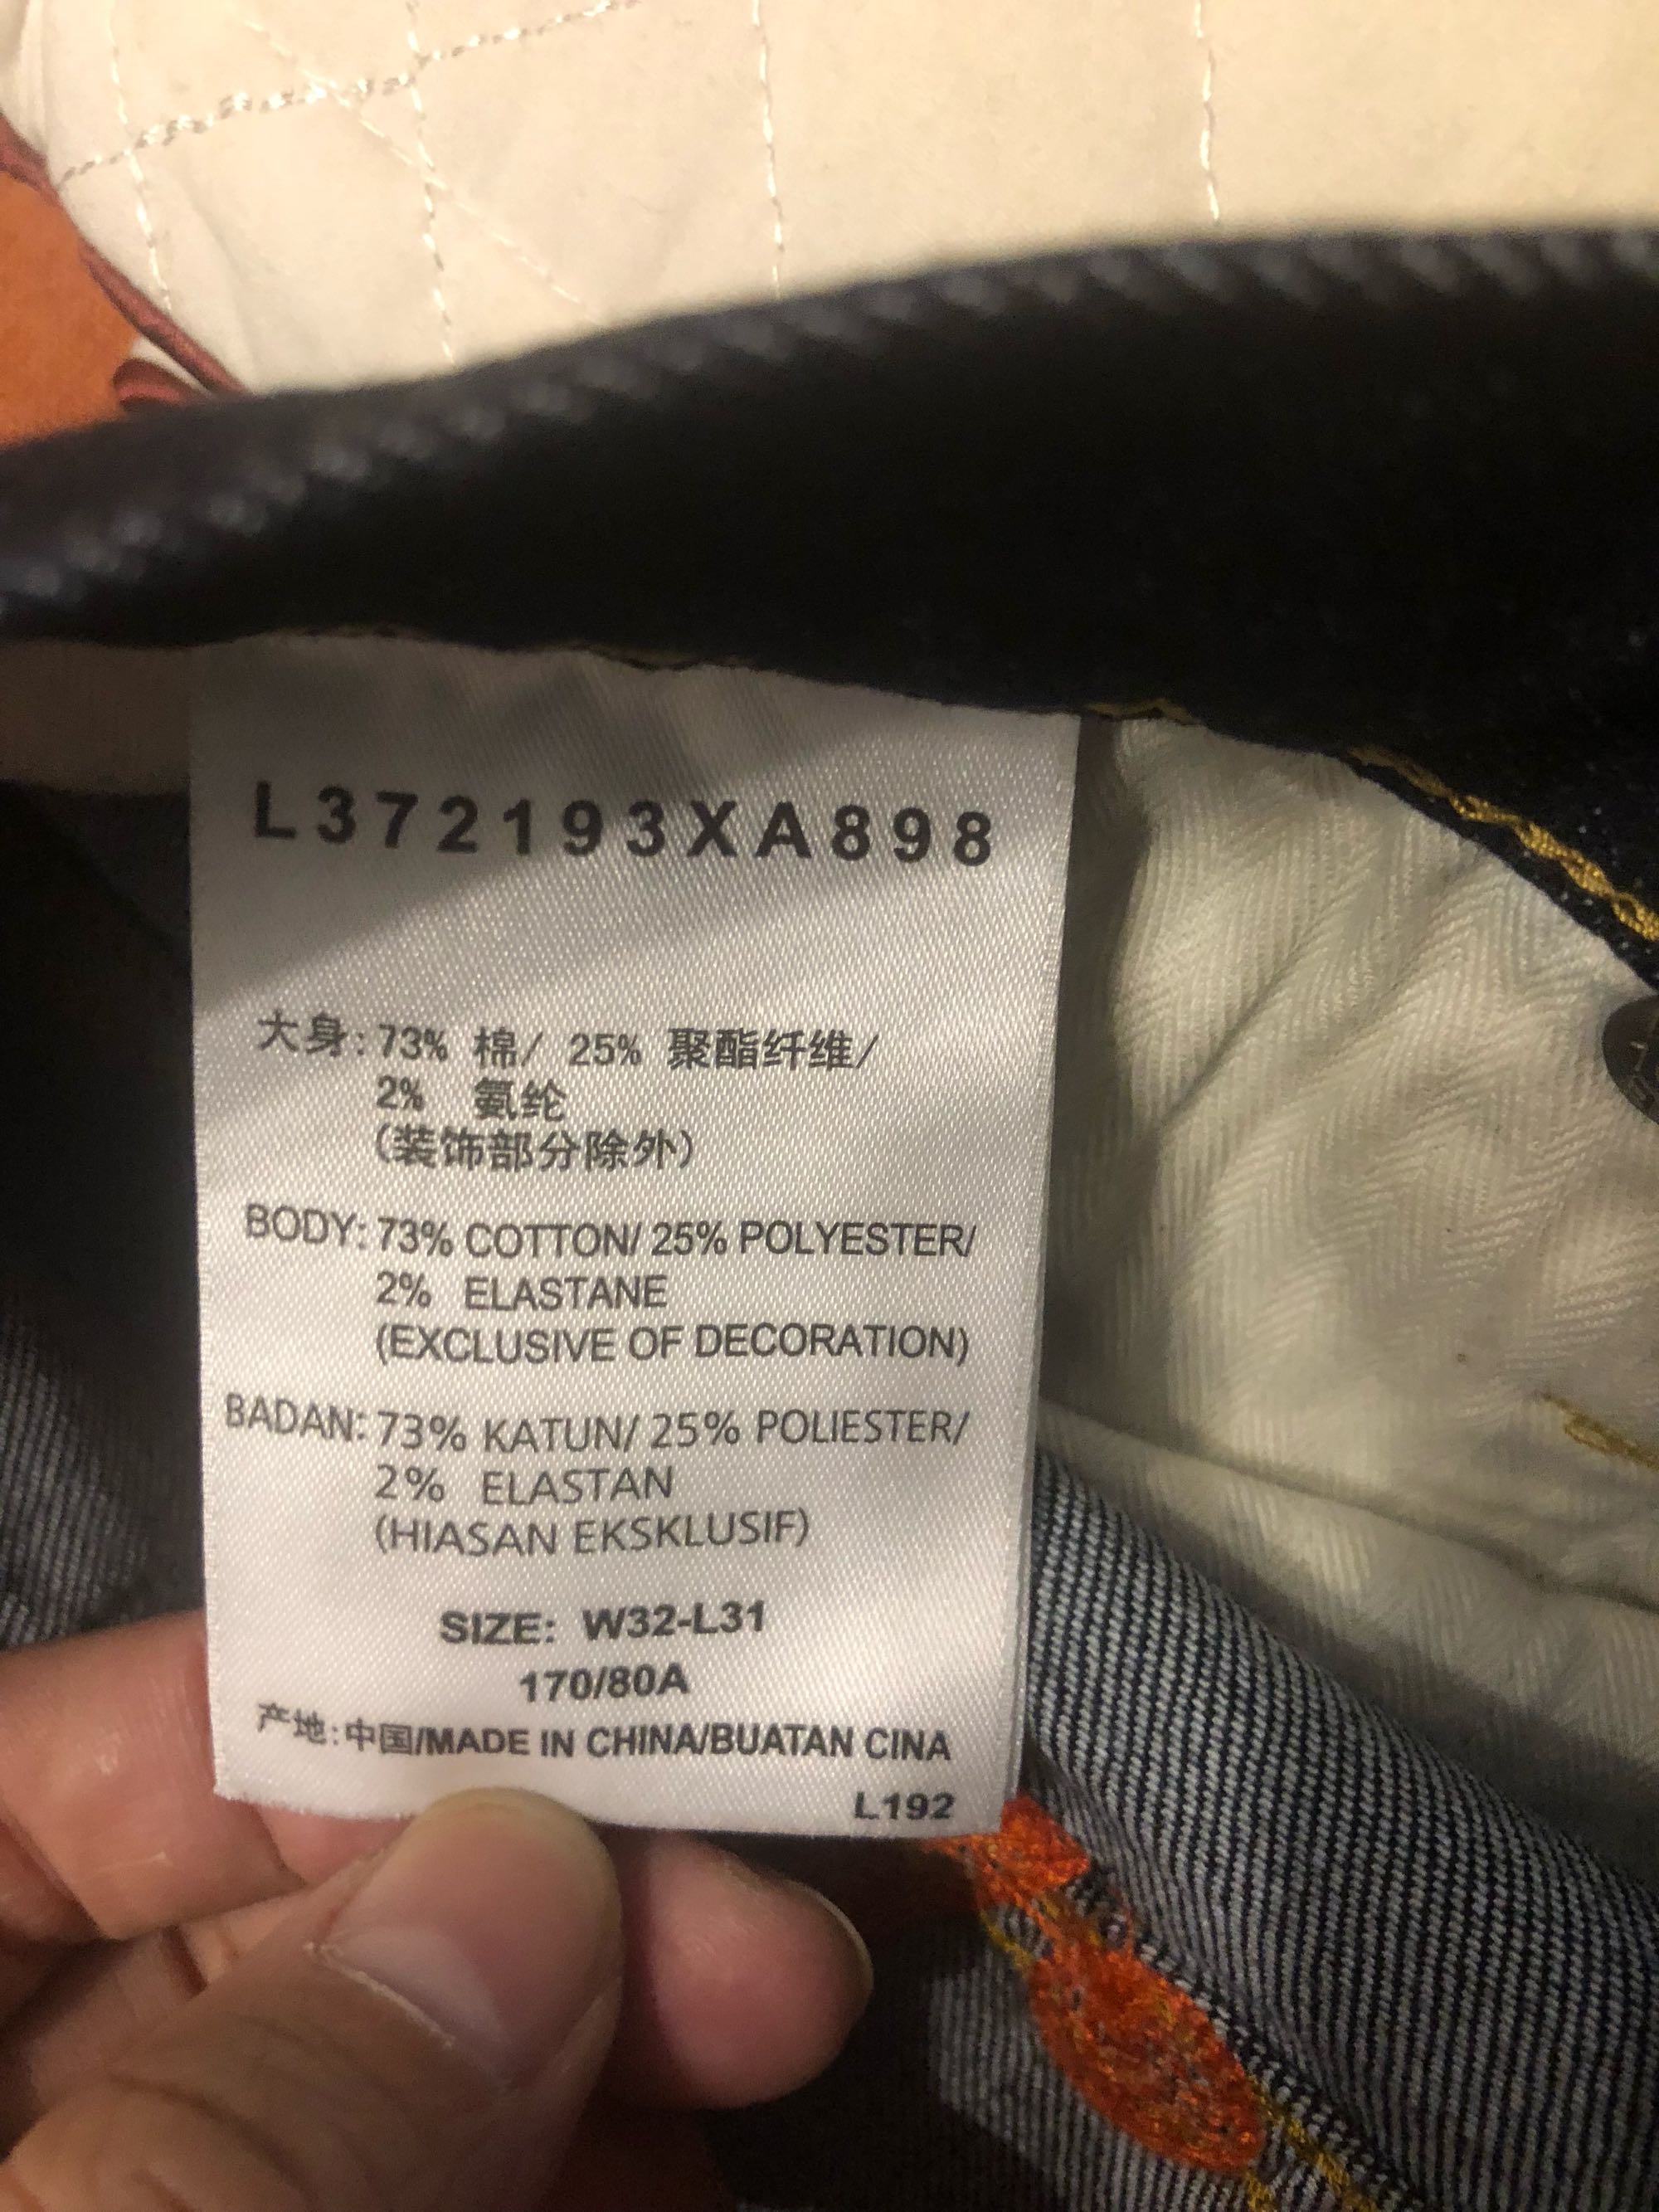 L372193XA898
大身: 73% 棉/ 25% 聚酯纤维/
2% 氨纶
(装饰部分除外)
BODY: 73% COTTON/ 25% POLYESTER/
2% ELASTANE
(EXCLUSIVE OF DECORATION)
BADAN: 73% KATUN/ 25% POLIESTER/
2% ELASTAN
(HIASAN EKSKLUSIF)
SIZE: W32-L31
170/80A
产地:中国/MADE IN CHINA/BUATAN CINA
L192